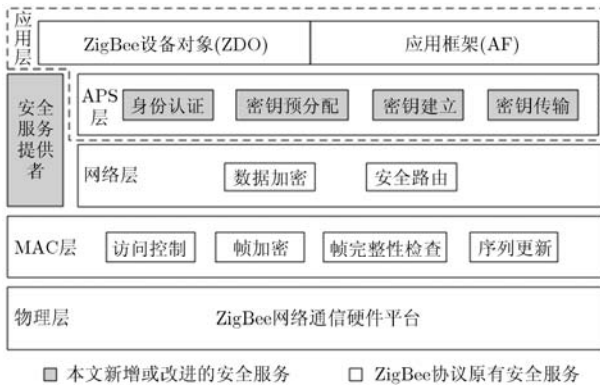 应用层
ZigBee设备对象(ZDO)
应用框架(AF)
安全服务提供者
APS层
身份认证
密钥预分配
密钥建立
密钥传输
网络层
数据加密
安全路由
MAC层
访问控制
帧加密
帧完整性检查
序列更新
物理层
ZigBee网络通信硬件平台
本文新增或改进的安全服务
ZigBee协议原有安全服务